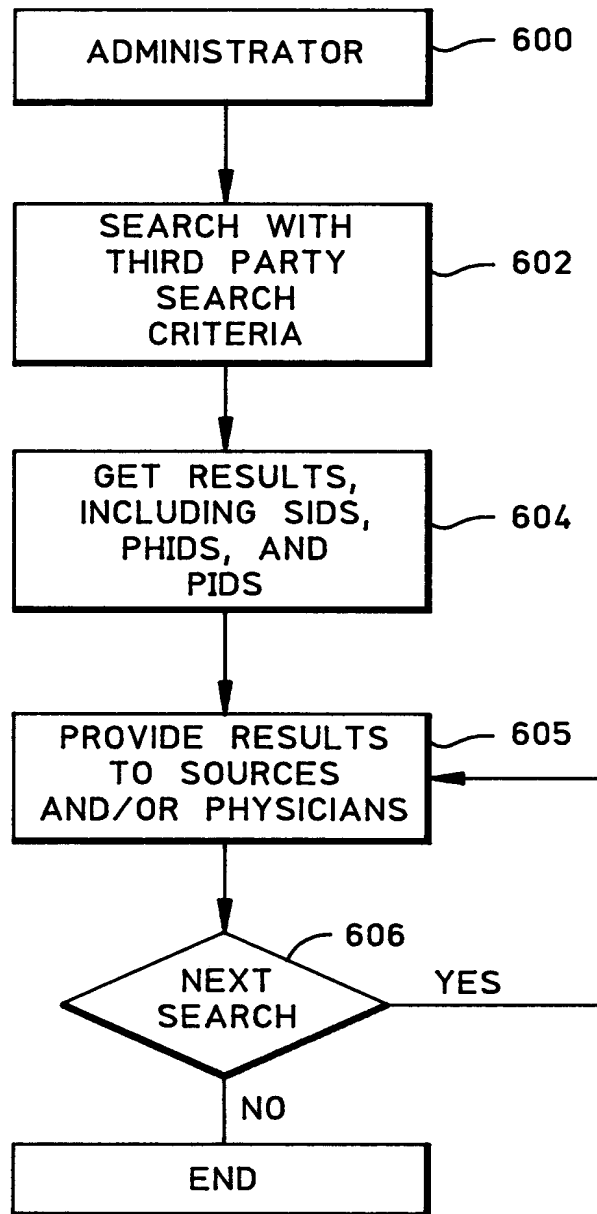 ADMINISTRATOR
600
SEARCH WITH
THIRD PARTY
SEARCH
CRITERIA
602
GET RESULTS,
INCLUDING SIDS,
PHIDS, AND
PIDS
604
PROVIDE RESULTS
TO SOURCES
AND/OR PHYSICIANS
605
606
NEXT
SEARCH
YES
NO
END